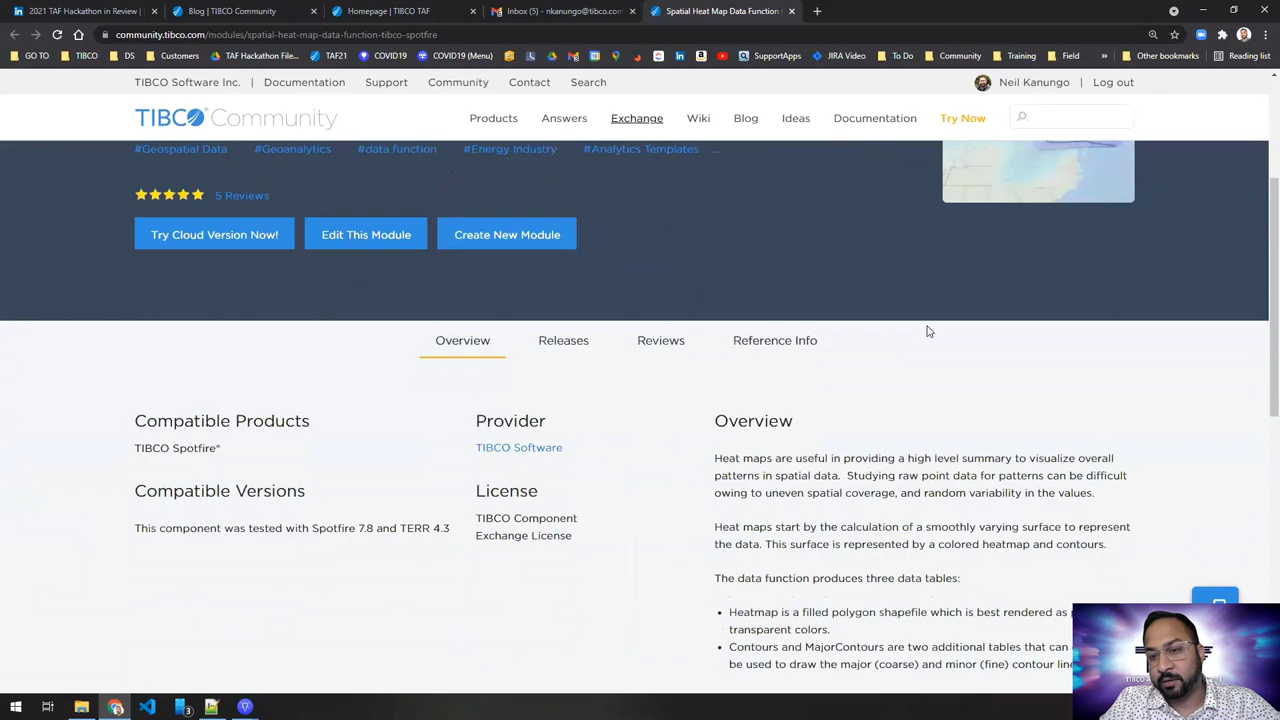 2021 TAF Hackathon in Review |
Blog | TIBCO Community
Homepage | TIBCO TAF
Inbox (5) - nkanungo@tibco.com
Spatial Heat Map Data Function
community.tibco.com/modules/spatial-heat-map-data-function-tibco-spotfire
GO TO
TIBCO
DS
Customers
TAF Hackathon File...
TAF21
COVID19
COVID19 (Menu)
SupportApps
JIRA Video
To Do
Community
Training
Field
»
Other bookmarks
Reading list
TIBCO Software Inc. | Documentation Support Community Contact Search
Neil Kanungo | Log out
TIBCO Community
Products Answers Exchange Wiki Blog Ideas Documentation Try Now
#Geospatial Data #Geoanalytics #data function #Energy Industry #Analytics Templates ...
5 Reviews
Try Cloud Version Now! Edit This Module Create New Module
Overview Releases Reviews Reference Info
Compatible Products
TIBCO Spotfire®
Compatible Versions
This component was tested with Spotfire 7.8 and TERR 4.3
Provider
TIBCO Software
License
TIBCO Component
Exchange License
Overview
Heat maps are useful in providing a high level summary to visualize overall
patterns in spatial data. Studying raw point data for patterns can be difficult
owing to uneven spatial coverage, and random variability in the values.
Heat maps start by the calculation of a smoothly varying surface to represent
the data. This surface is represented by a colored heatmap and contours.
The data function produces three data tables:
• Heatmap is a filled polygon shapefile which is best rendered as
transparent colors.
• Contours and MajorContours are two additional tables that can
be used to draw the major (coarse) and minor (fine) contour
3